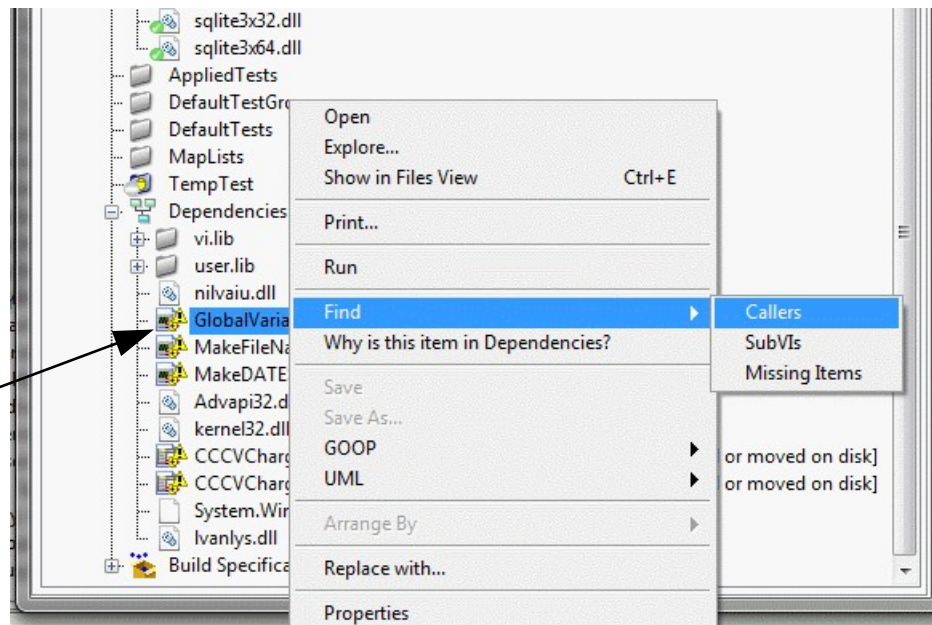 sqlite3x32.dll
sqlite3x64.dll
AppliedTests
DefaultTestGro
DefaultTests
MapLists
TempTest
Dependencies
vi.lib
user.lib
nilvaiu.dll
GlobalVaria
MakeFileNa
MakeDATE
Advapi32.d
kernel32.dll
CCCVCharg
CCCVCharg
System.Wir
lvanlys.dll
Build Specifica
Open
Explore...
Show in Files View Ctrl+E
Print...
Run
Find
Why is this item in Dependencies?
Save
Save As...
GOOP
UML
Arrange By
Replace with...
Properties
Callers
SubVIs
Missing Items
or moved on disk]
or moved on disk]